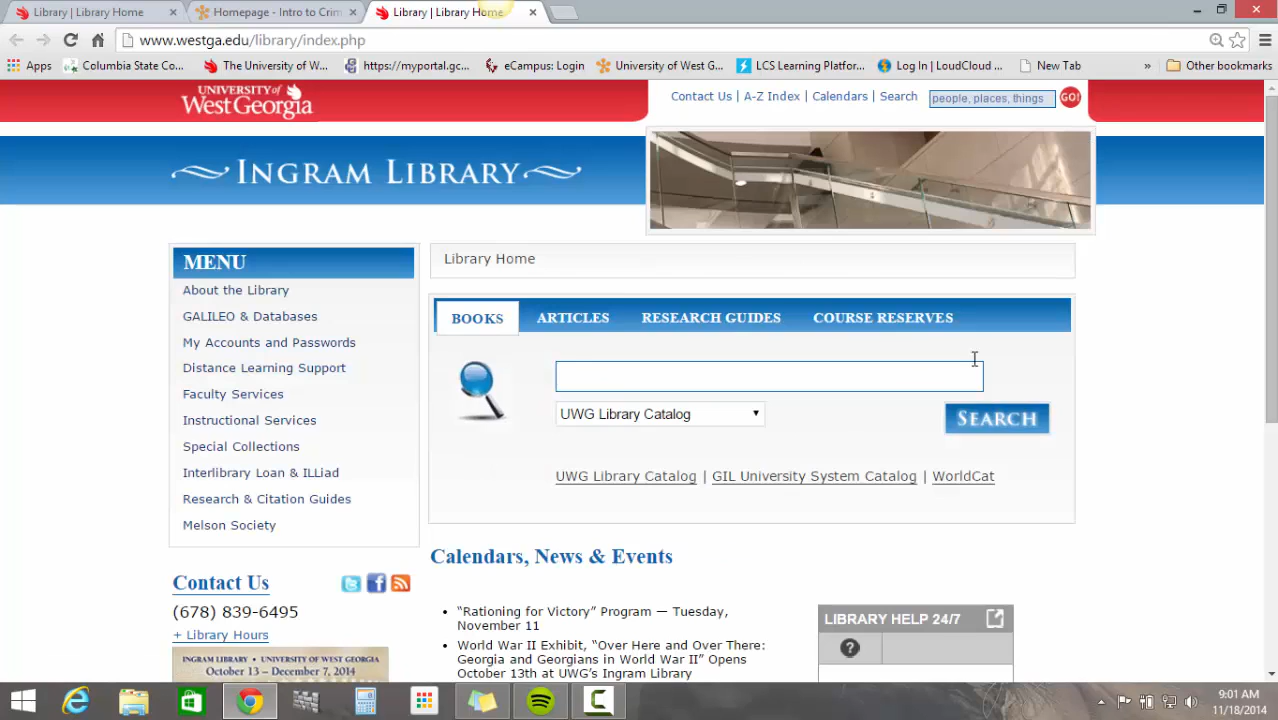 Library | Library Home
Homepage - Intro to Crim
Library | Library Home
www.westga.edu/library/index.php
Apps
Columbia State Co...
The University of W...
https://myportal.gc...
eCampus: Login
University of West G...
LCS Learning Platfor...
Log In | LoudCloud ...
New Tab
»
Other bookmarks
UNIVERSITY of
West Georgia
Contact Us | A-Z Index | Calendars | Search
people, places, things
GO!
INGRAM LIBRARY
MENU
About the Library
GALILEO & Databases
My Accounts and Passwords
Distance Learning Support
Faculty Services
Instructional Services
Special Collections
Interlibrary Loan & ILLiad
Research & Citation Guides
Melson Society
Library Home
BOOKS
ARTICLES
RESEARCH GUIDES
COURSE RESERVES
UWG Library Catalog
SEARCH
UWG Library Catalog | GIL University System Catalog | WorldCat
Contact Us
(678) 839-6495
+ Library Hours
INGRAM LIBRARY • UNIVERSITY OF WEST GEORGIA
October 13 – December 7, 2014
Calendars, News & Events
• "Rationing for Victory" Program — Tuesday,
November 11
• World War II Exhibit, "Over Here and Over There:
Georgia and Georgians in World War II" Opens
October 13th at UWG's Ingram Library
LIBRARY HELP 24/7
?
9:01 AM
11/18/2014